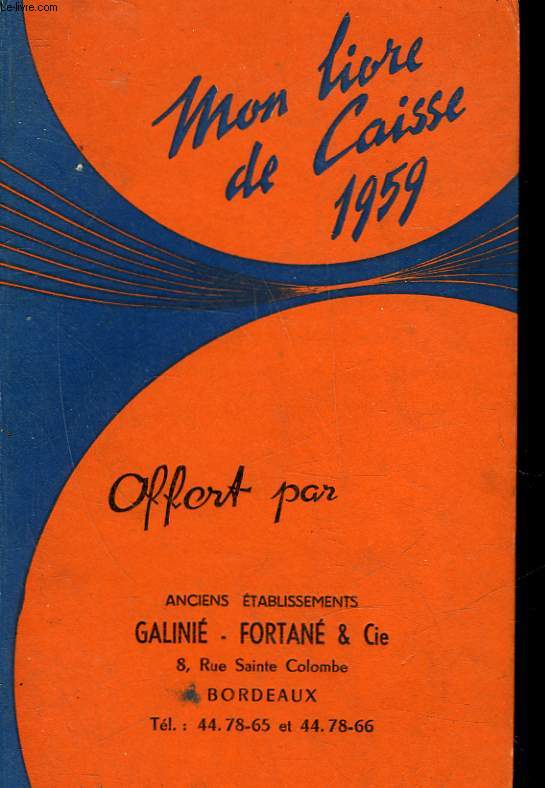 Le-livre.com
Mon livre
de Caisse
1959
Offert par
ANCIENS ÉTABLISSEMENTS
GALINIÉ - FORTANÉ & Cie
8, Rue Sainte Colombe
BORDEAUX
Tél. : 44.78-65 et 44.78-66